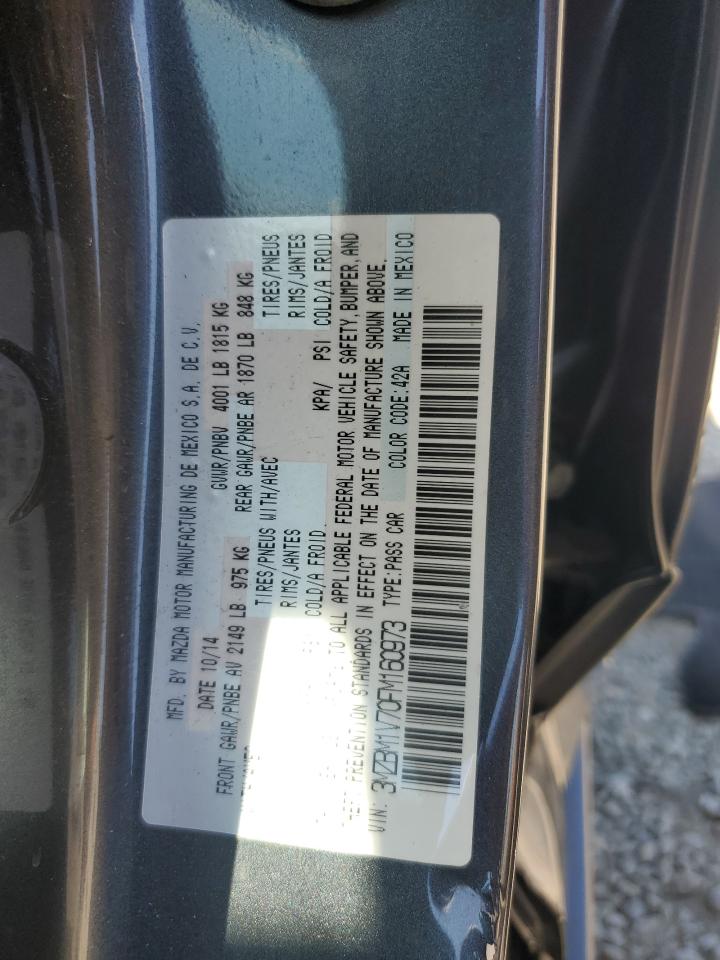 MFD. BY MAZDA MOTOR MANUFACTURING DE MEXICO S.A. DE C.V.
DATE 10/14 GVWR/PNBV 4001 LB 1815 KG
FRONT GAWR/PNBE AV 2149 LB 975 KG REAR GAWR/PNBE AR 1870 LB 848 KG
TIRES/PNEUS WITH/AVEC TIRES/PNEUS
RIMS/JANTES RIMS/JANTES
COLD/A FROID KPA/ PSI COLD/A FROID
TO ALL APPLICABLE FEDERAL MOTOR VEHICLE SAFETY, BUMPER, AND
THEFT PREVENTION STANDARDS IN EFFECT ON THE DATE OF MANUFACTURE SHOWN ABOVE.
VIN: 3MZBM1V70FM160973 TYPE:PASS CAR COLOR CODE:42A MADE IN MEXICO